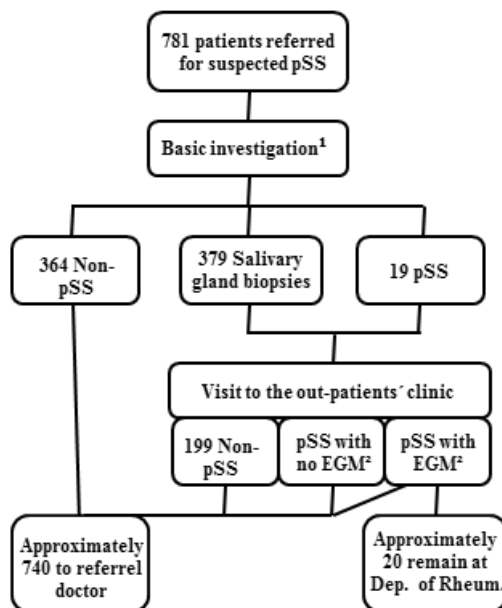 781 patients referred
for suspected pSS
Basic investigation¹
364 Non-
pSS
379 Salivary
gland biopsies
19 pSS
Visit to the out-patients´ clinic
199 Non-
pSS
pSS with
no EGM²
pSS with
EGM²
Approximately
740 to referrel
doctor
Approximately
20 remain at
Dep. of Rheum.